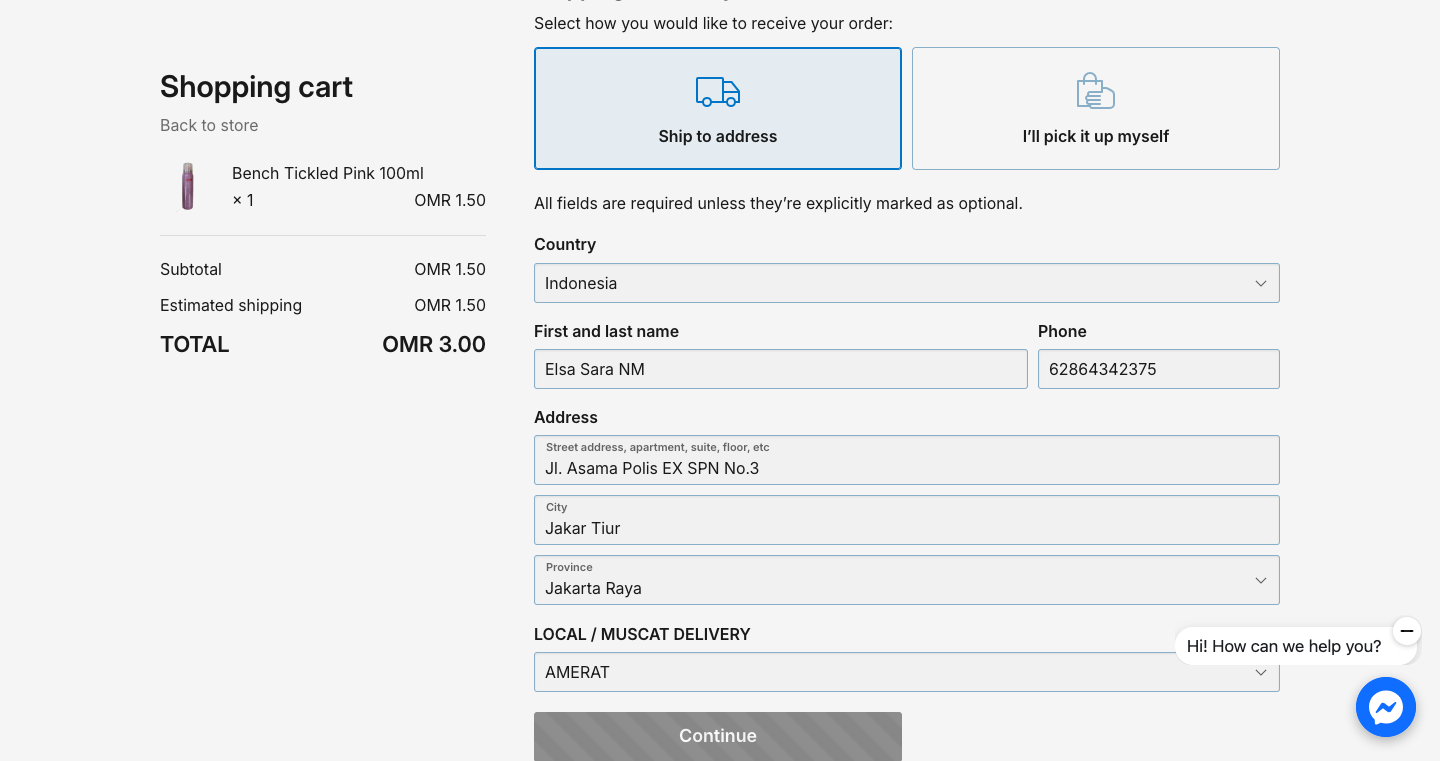 Select how you would like to receive your order:
Ship to address
I'll pick it up myself
Shopping cart
Back to store
Bench Tickled Pink 100ml
× 1
OMR 1.50
Subtotal
OMR 1.50
Estimated shipping
OMR 1.50
TOTAL
OMR 3.00
All fields are required unless they're explicitly marked as optional.
Country
Indonesia
First and last name
Phone
Elsa Sara NM
62864342375
Address
Street address, apartment, suite, floor, etc
Jl. Asama Polis EX SPN No.3
City
Jakar Tiur
Province
Jakarta Raya
LOCAL / MUSCAT DELIVERY
AMERAT
Hi! How can we help you?
Continue